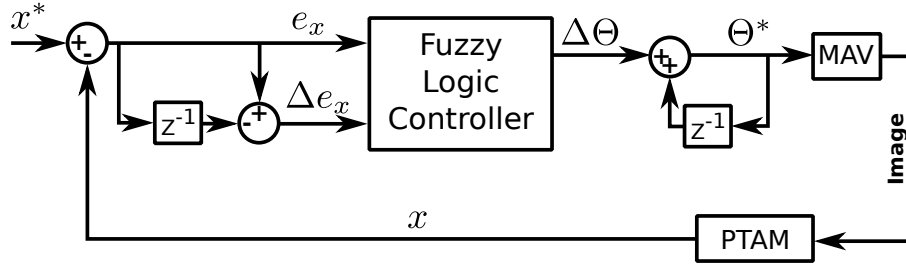 x*
+
-
e_x
Fuzzy
Logic
Controller
ΔΘ
+
+
Θ*
MAV
z⁻¹
-
+
Δe_x
z⁻¹
Image
x
PTAM